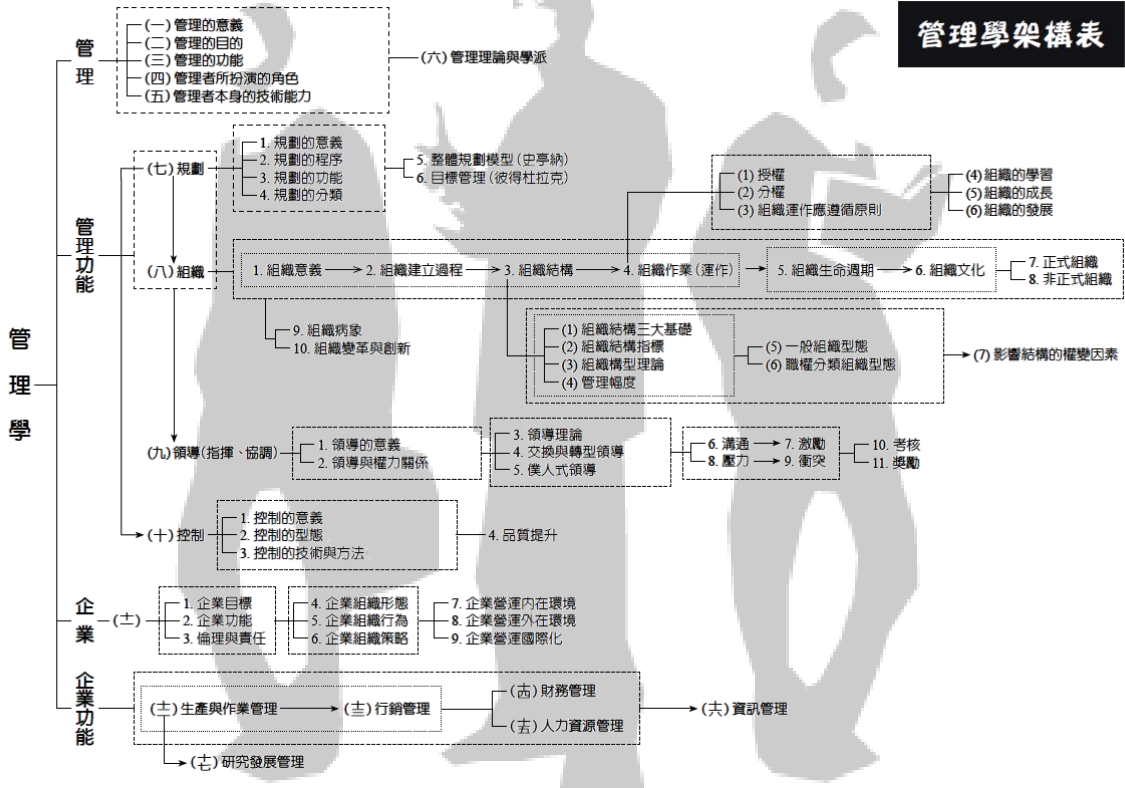 管理學架構表
管理學
管理
(一) 管理的意義
(二) 管理的目的
(三) 管理的功能
(四) 管理者所扮演的角色
(五) 管理者本身的技術能力
(六) 管理理論與學派
管理功能
(七) 規劃
1. 規劃的意義
2. 規劃的程序
3. 規劃的功能
4. 規劃的分類
5. 整體規劃模型(史亭納)
6. 目標管理(彼得杜拉克)
(1) 授權
(2) 分權
(3) 組織運作應遵循原則
(4) 組織的學習
(5) 組織的成長
(6) 組織的發展
(八) 組織
1. 組織意義
2. 組織建立過程
3. 組織結構
4. 組織作業(運作)
5. 組織生命週期
6. 組織文化
7. 正式組織
8. 非正式組織
9. 組織病象
10. 組織變革與創新
(1) 組織結構三大基礎
(2) 組織結構指標
(3) 組織構型理論
(4) 管理幅度
(5) 一般組織型態
(6) 職權分類組織型態
(7) 影響結構的權變因素
(九) 領導(指揮、協調)
1. 領導的意義
2. 領導與權力關係
3. 領導理論
4. 交換與轉型領導
5. 僕人式領導
6. 溝通
7. 激勵
8. 壓力
9. 衝突
10. 考核
11. 獎勵
(十) 控制
1. 控制的意義
2. 控制的型態
3. 控制的技術與方法
4. 品質提升
企業
(十一)
1. 企業目標
2. 企業功能
3. 倫理與責任
4. 企業組織形態
5. 企業組織行為
6. 企業組織策略
7. 企業營運內在環境
8. 企業營運外在環境
9. 企業營運國際化
企業功能
(十二) 生產與作業管理
(十三) 行銷管理
(十四) 財務管理
(十五) 人力資源管理
(十六) 資訊管理
(十七) 研究發展管理